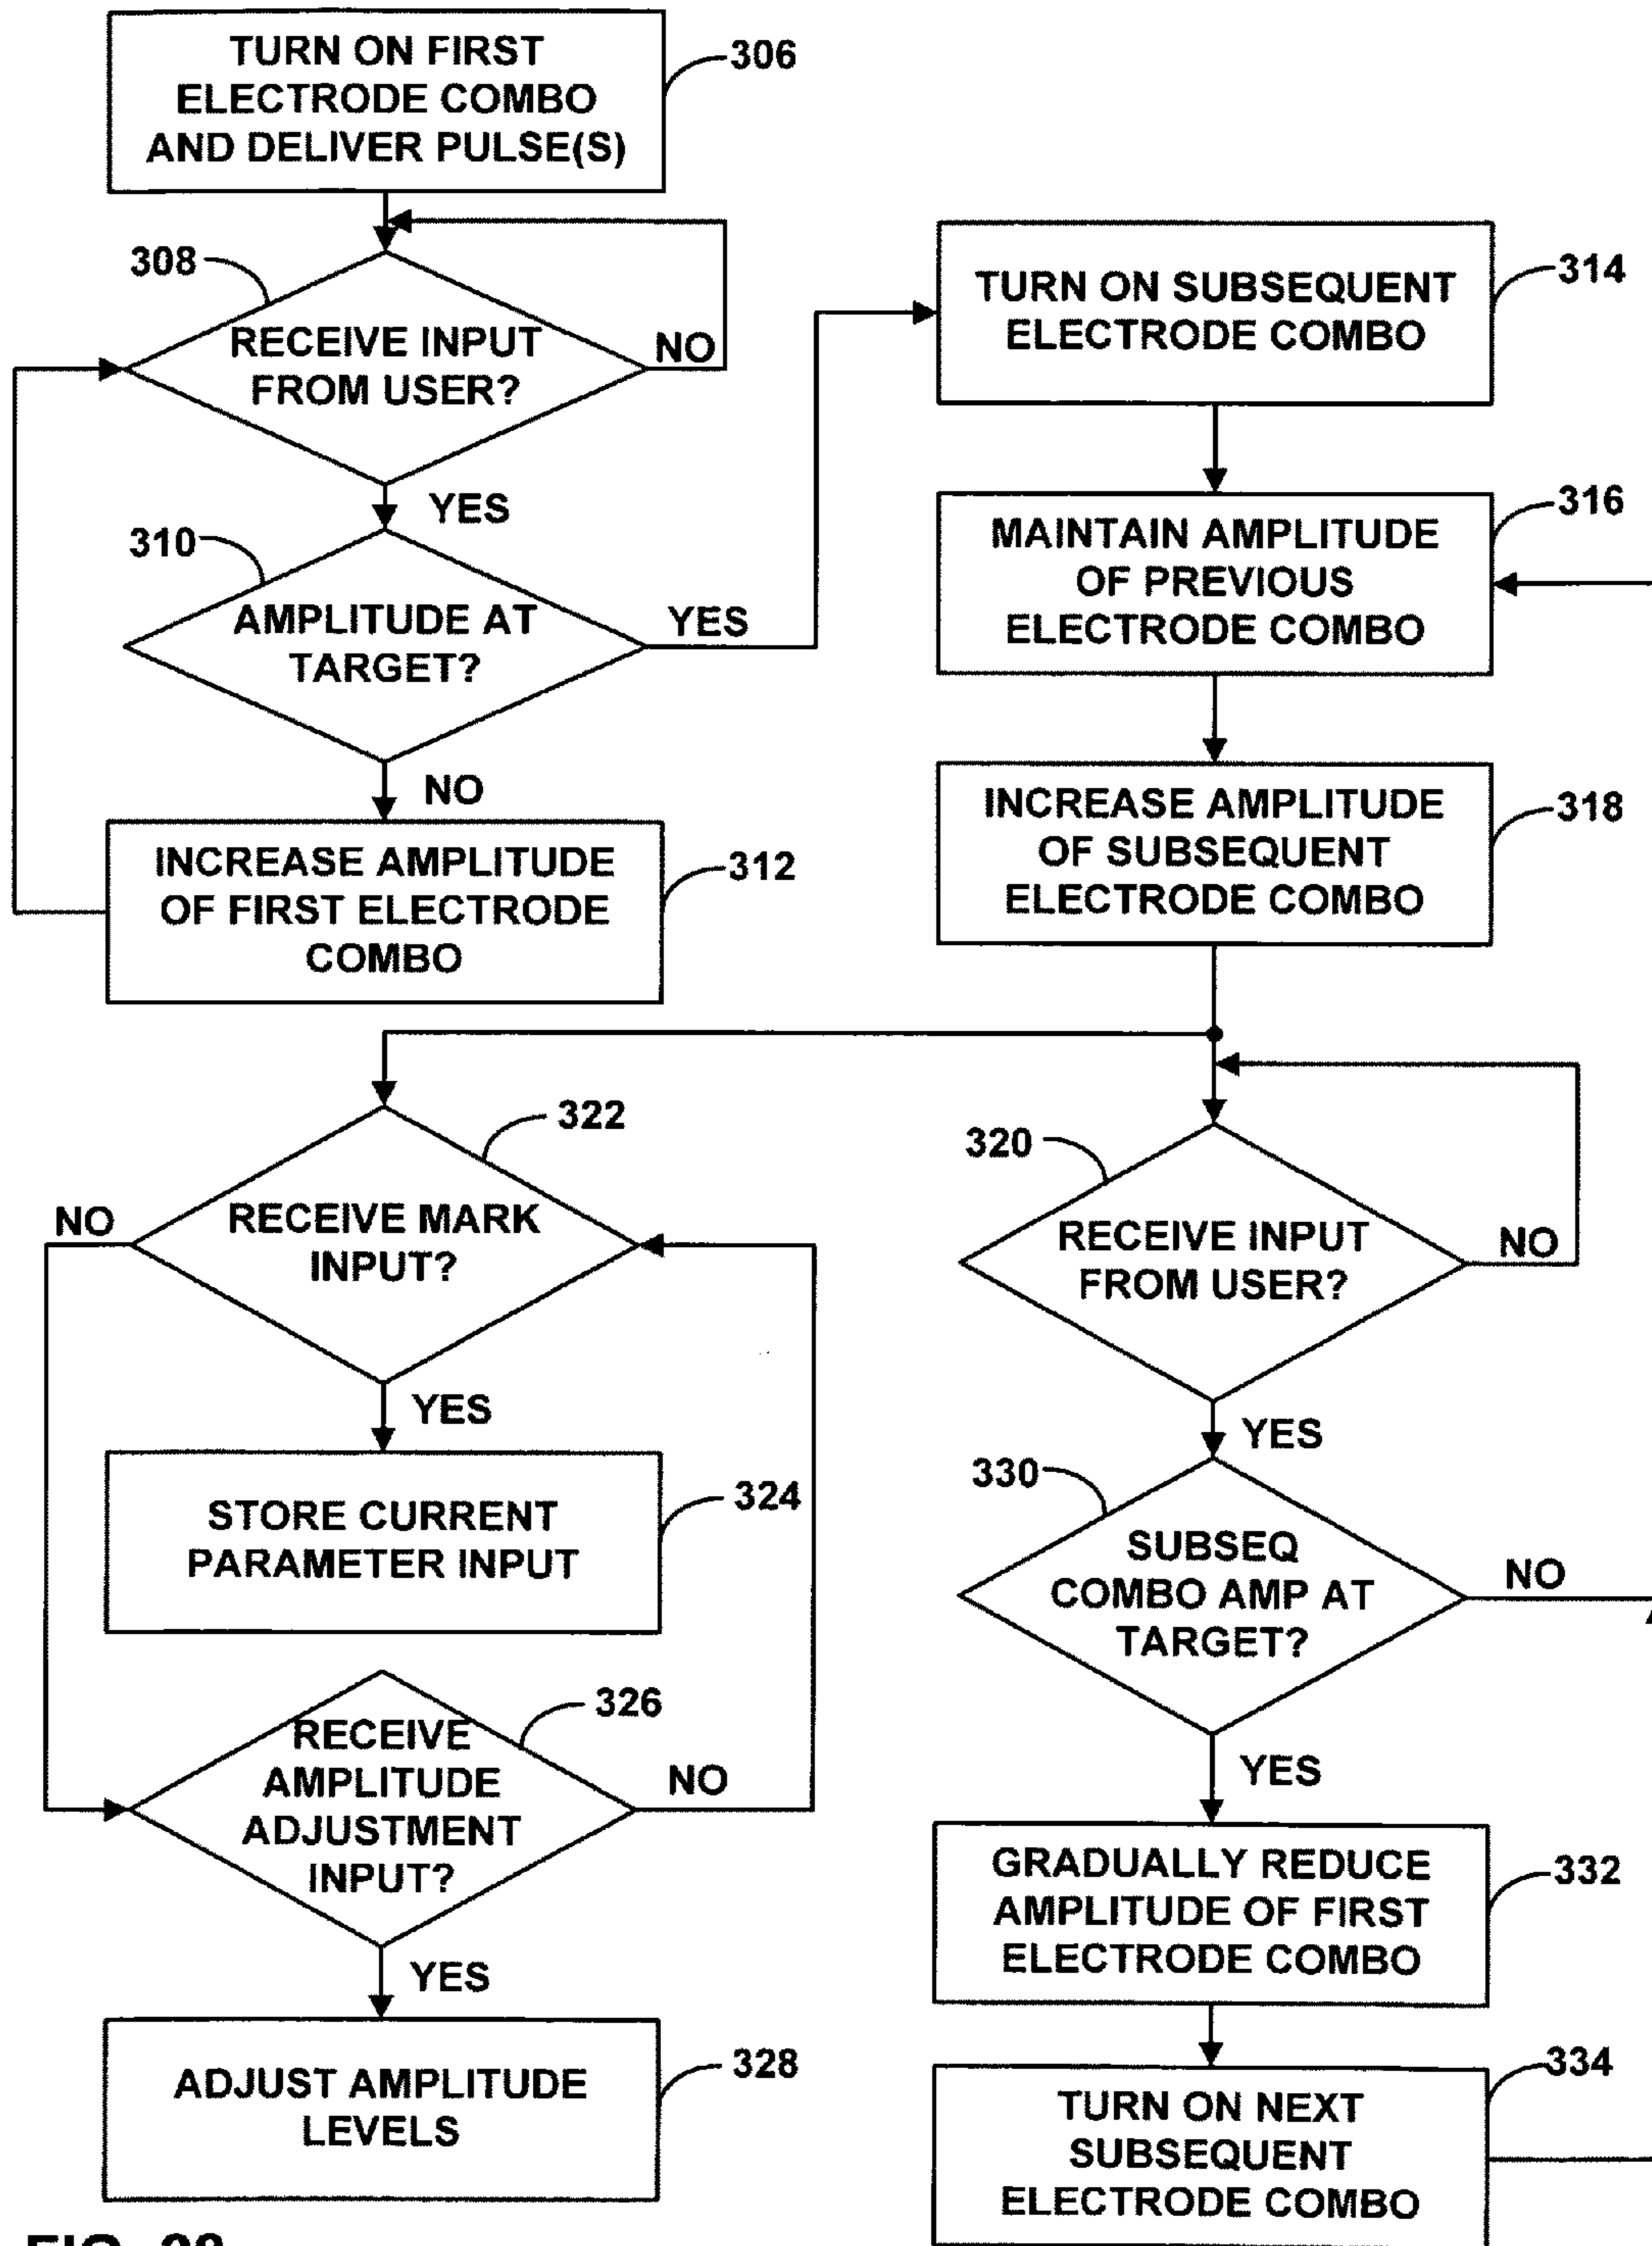 TURN ON FIRST
ELECTRODE COMBO
AND DELIVER PULSE(S)
306
308
RECEIVE INPUT
FROM USER?
NO
YES
310
AMPLITUDE AT
TARGET?
YES
NO
INCREASE AMPLITUDE
OF FIRST ELECTRODE
COMBO
312
TURN ON SUBSEQUENT
ELECTRODE COMBO
314
MAINTAIN AMPLITUDE
OF PREVIOUS
ELECTRODE COMBO
316
INCREASE AMPLITUDE
OF SUBSEQUENT
ELECTRODE COMBO
318
322
NO
RECEIVE MARK
INPUT?
YES
STORE CURRENT
PARAMETER INPUT
324
326
RECEIVE
AMPLITUDE
ADJUSTMENT
INPUT?
NO
YES
ADJUST AMPLITUDE
LEVELS
328
320
RECEIVE INPUT
FROM USER?
NO
YES
330
SUBSEQ
COMBO AMP AT
TARGET?
NO
YES
GRADUALLY REDUCE
AMPLITUDE OF FIRST
ELECTRODE COMBO
332
TURN ON NEXT
SUBSEQUENT
ELECTRODE COMBO
334